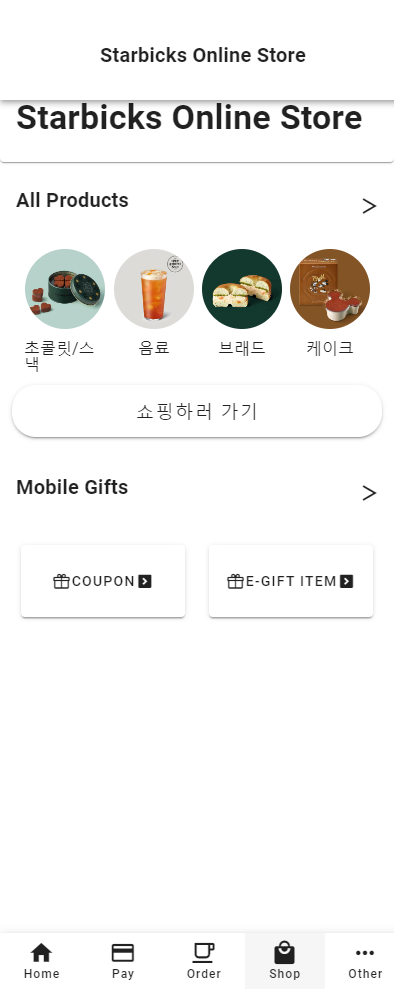 Starbicks Online Store
Starbicks Online Store
All Products
>
초콜릿/스
낵
음료
브래드
케이크
쇼핑하러 가기
Mobile Gifts
>
COUPON
E-GIFT ITEM
Home
Pay
Order
Shop
Other